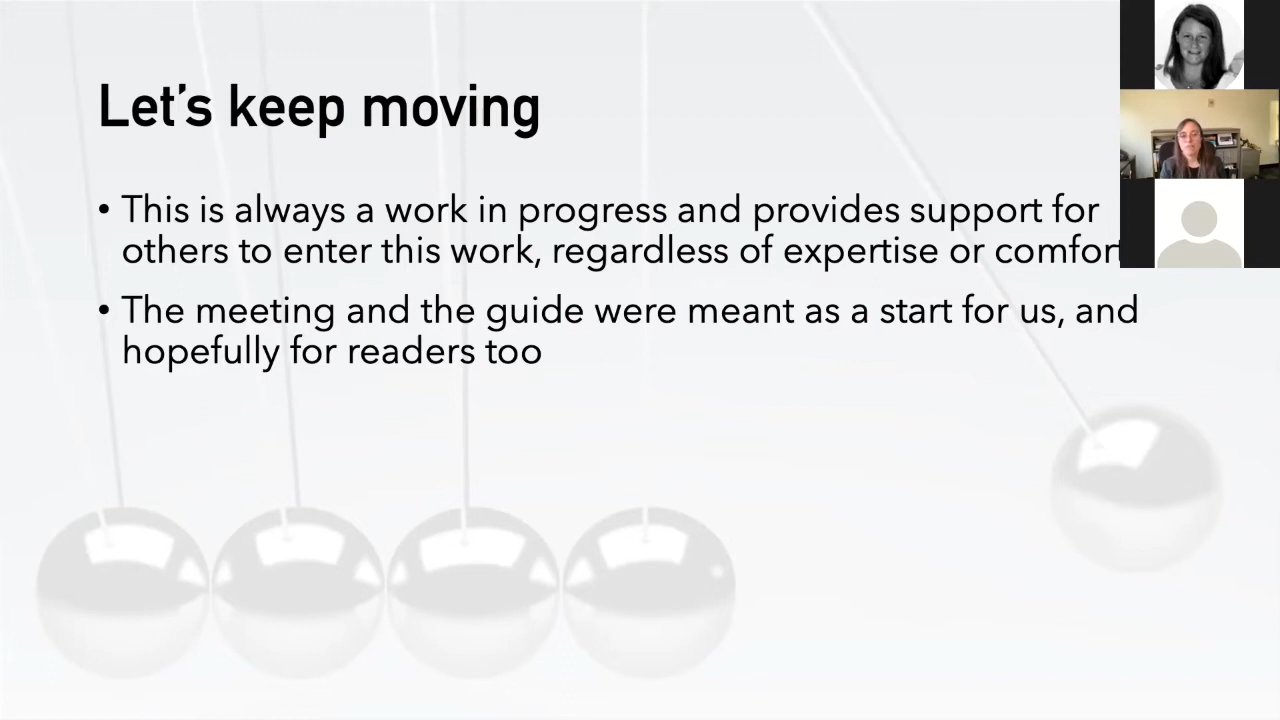 Let's keep moving
• This is always a work in progress and provides support for
others to enter this work, regardless of expertise or comfort
• The meeting and the guide were meant as a start for us, and
hopefully for readers too